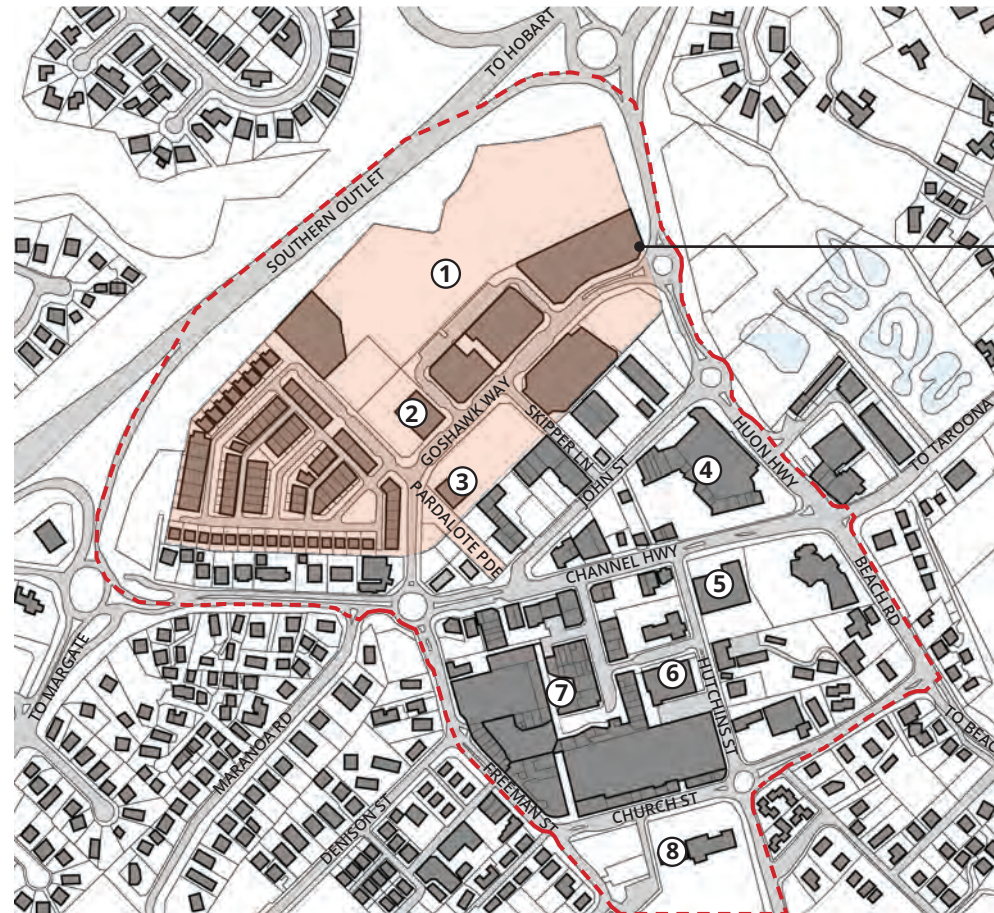 TO HOBART
SOUTHERN OUTLET
1
2
GOSHAWK WAY
SKIPPER LN
3
JOHN ST
4
HUON HWY
TO TAROONA
PARDALOTE PDE
CHANNEL HWY
5
BEACH RD
TO MARGATE
MARANOA RD
6
HUTCHINS ST
7
TO BEAC
DENISON ST
FREEMAN ST
CHURCH ST
8